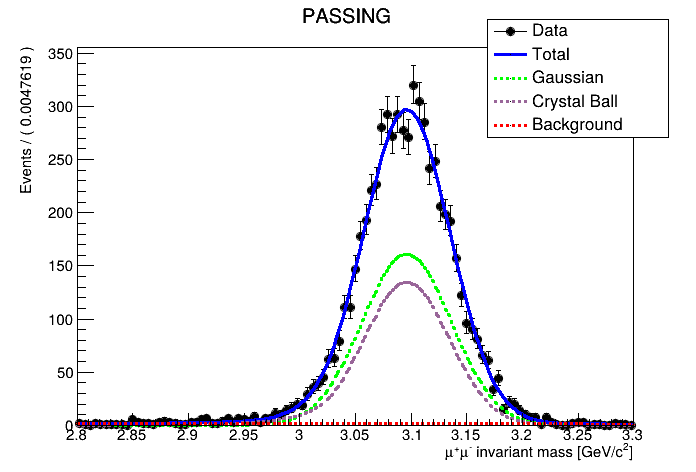 PASSING
Data
Total
Gaussian
Crystal Ball
Background
Events / ( 0.0047619 )
350
300
250
200
150
100
50
0
2.8 2.85 2.9 2.95 3 3.05 3.1 3.15 3.2 3.25 3.3
μ⁺μ⁻ invariant mass [GeV/c²]